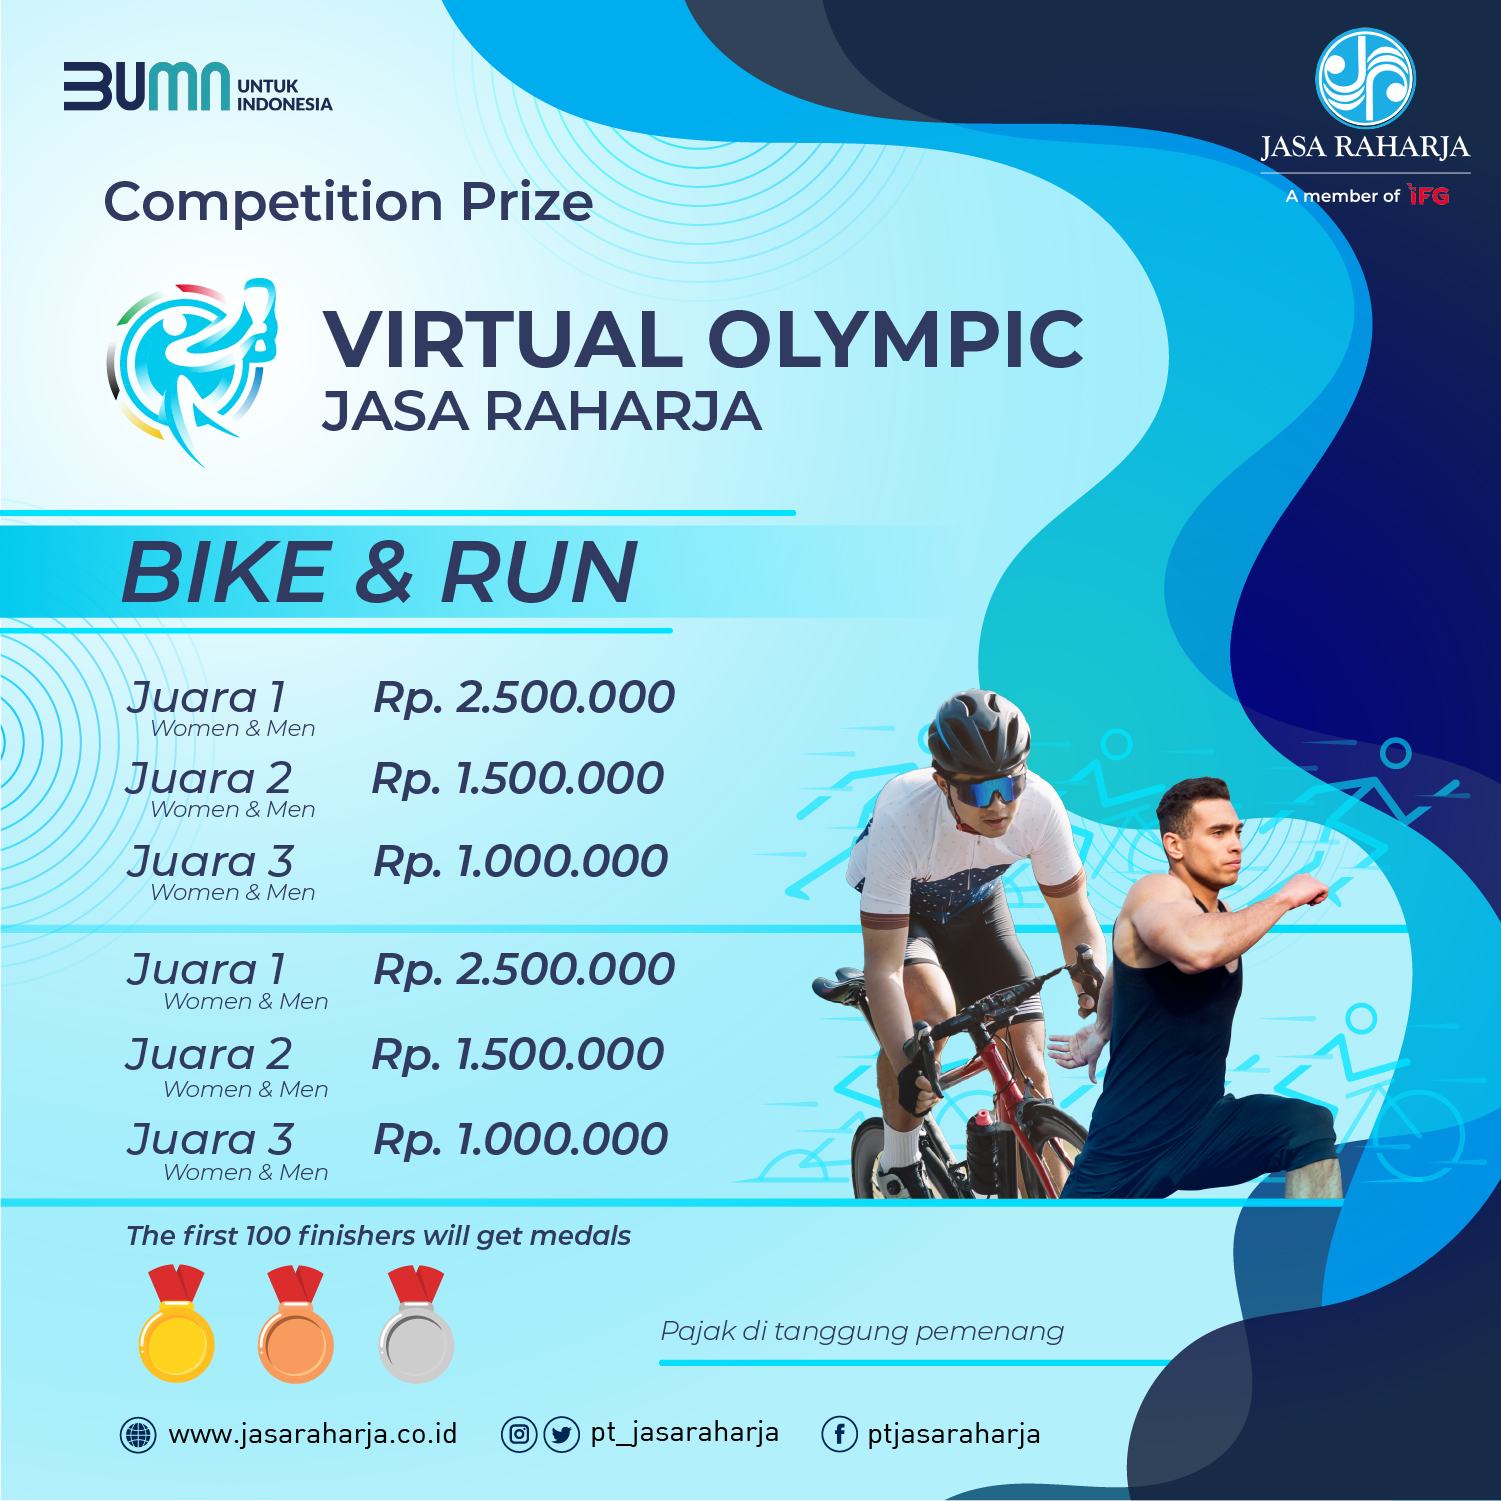 BUMN UNTUK
INDONESIA
JASA RAHARJA
A member of IFG
Competition Prize
VIRTUAL OLYMPIC
JASA RAHARJA
BIKE & RUN
Juara 1 Rp. 2.500.000
Women & Men
Juara 2 Rp. 1.500.000
Women & Men
Juara 3 Rp. 1.000.000
Women & Men
Juara 1 Rp. 2.500.000
Women & Men
Juara 2 Rp. 1.500.000
Women & Men
Juara 3 Rp. 1.000.000
Women & Men
The first 100 finishers will get medals
Pajak di tanggung pemenang
www.jasaraharja.co.id pt_jasaraharja ptjasaraharja